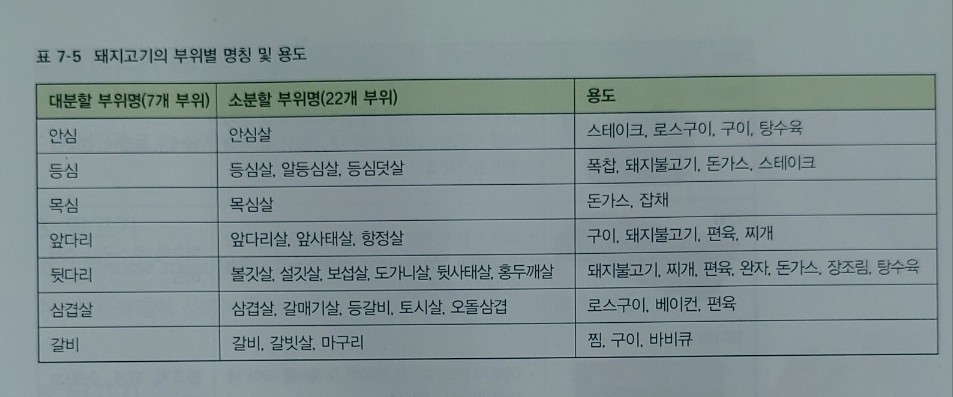 표 7-5 돼지고기의 부위별 명칭 및 용도
대분할 부위명(7개 부위) 소분할 부위명(22개 부위) 용도
안심 안심살 스테이크, 로스구이, 구이, 탕수육
등심 등심살, 알등심살, 등심덧살 폭찹, 돼지불고기, 돈가스, 스테이크
목심 목심살 돈가스, 잡채
앞다리 앞다리살, 앞사태살, 항정살 구이, 돼지불고기, 편육, 찌개
뒷다리 볼깃살, 설깃살, 보섭살, 도가니살, 뒷사태살, 홍두깨살 돼지불고기, 찌개, 편육, 완자, 돈가스, 장조림, 탕수육
삼겹살 삼겹살, 갈매기살, 등갈비, 토시살, 오돌삼겹 로스구이, 베이컨, 편육
갈비 갈비, 갈빗살, 마구리 찜, 구이, 바비큐